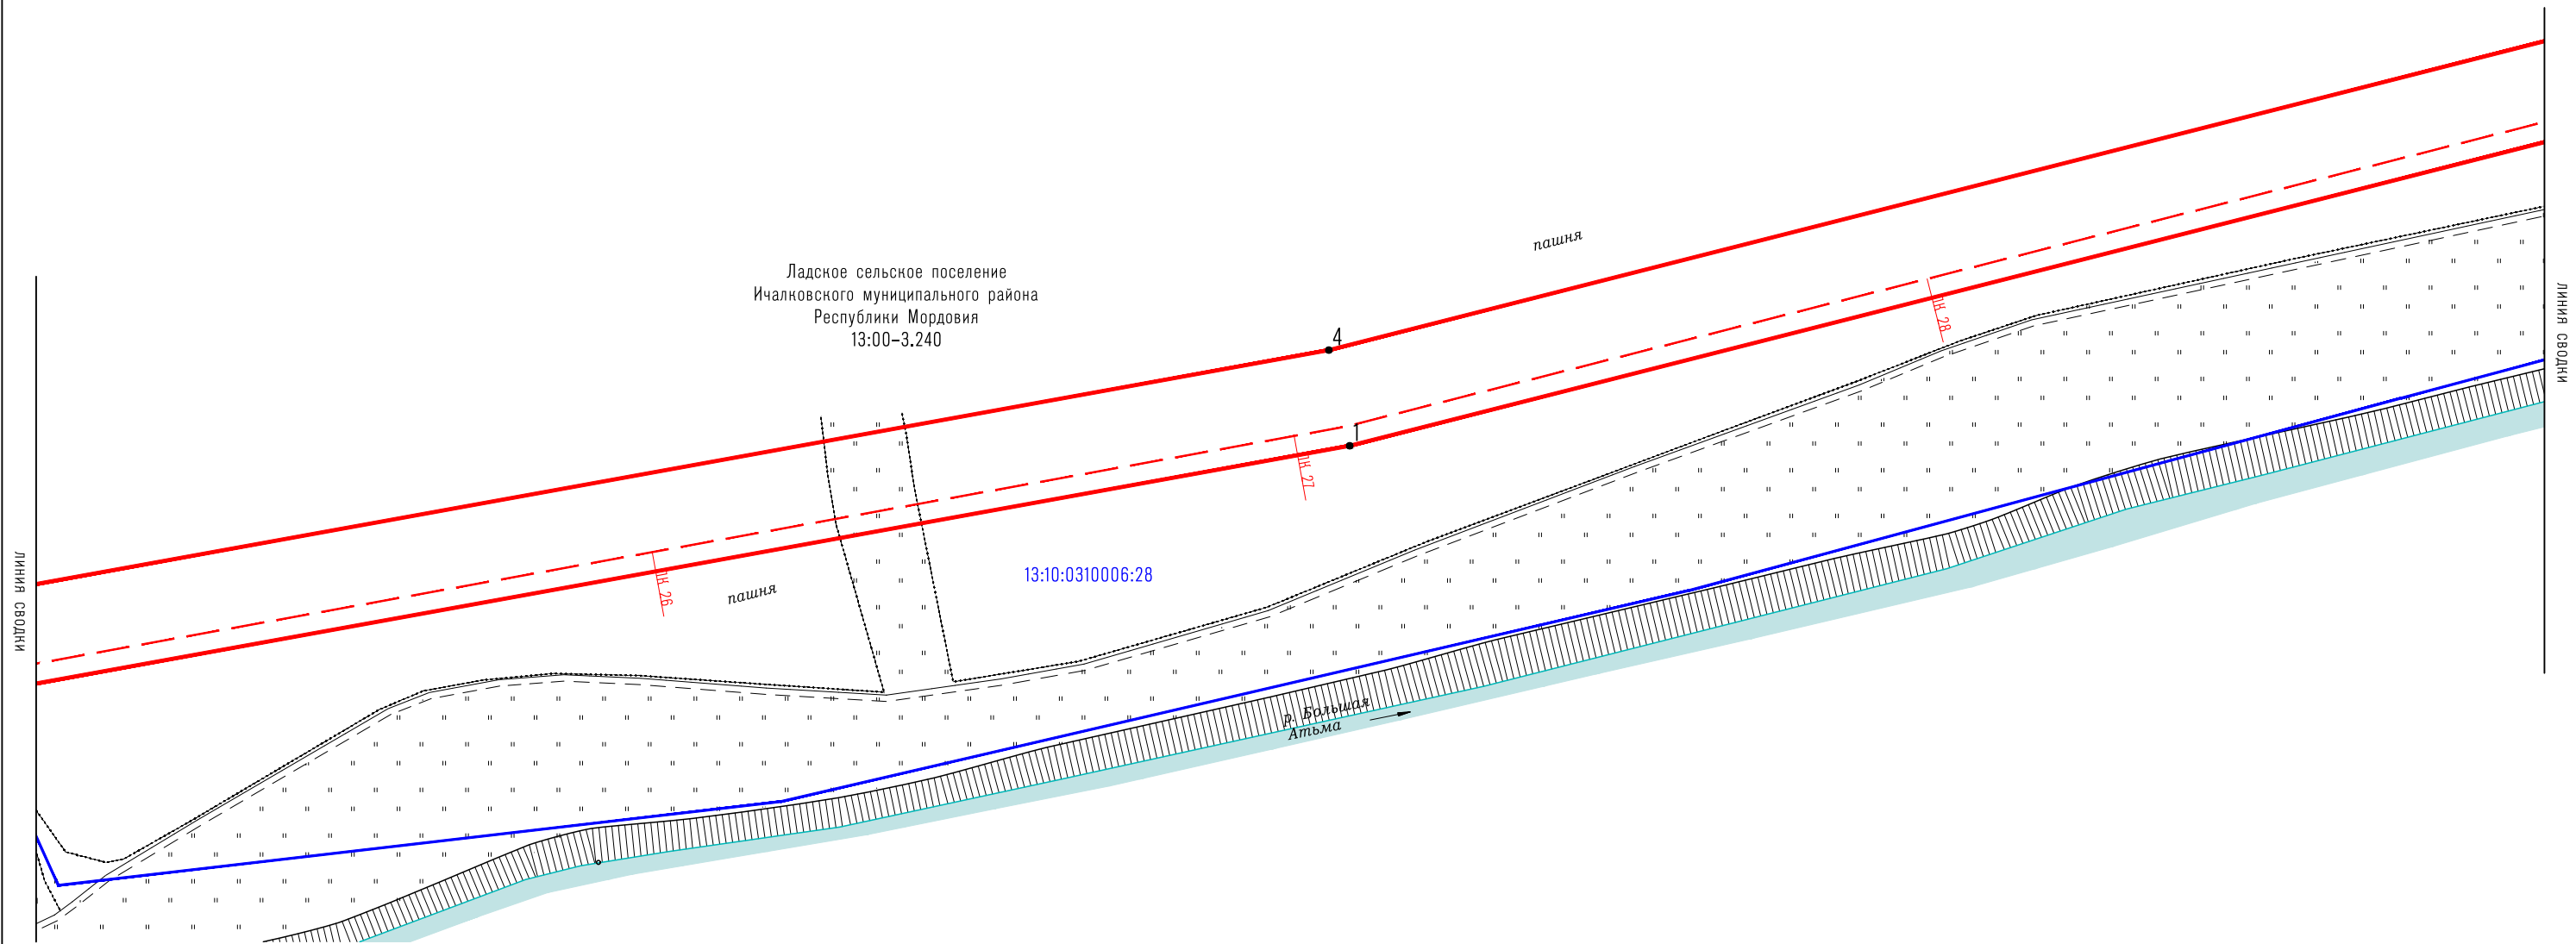 пашня
Ладское сельское поселение
Ичалковского муниципального района
Республики Мордовия
13:00-3.240
4
1
ПК 28
ПК 27
ПК 26
13:10:0310006:28
пашня
р. Большая
Атьма
линия сводки
линия сводки